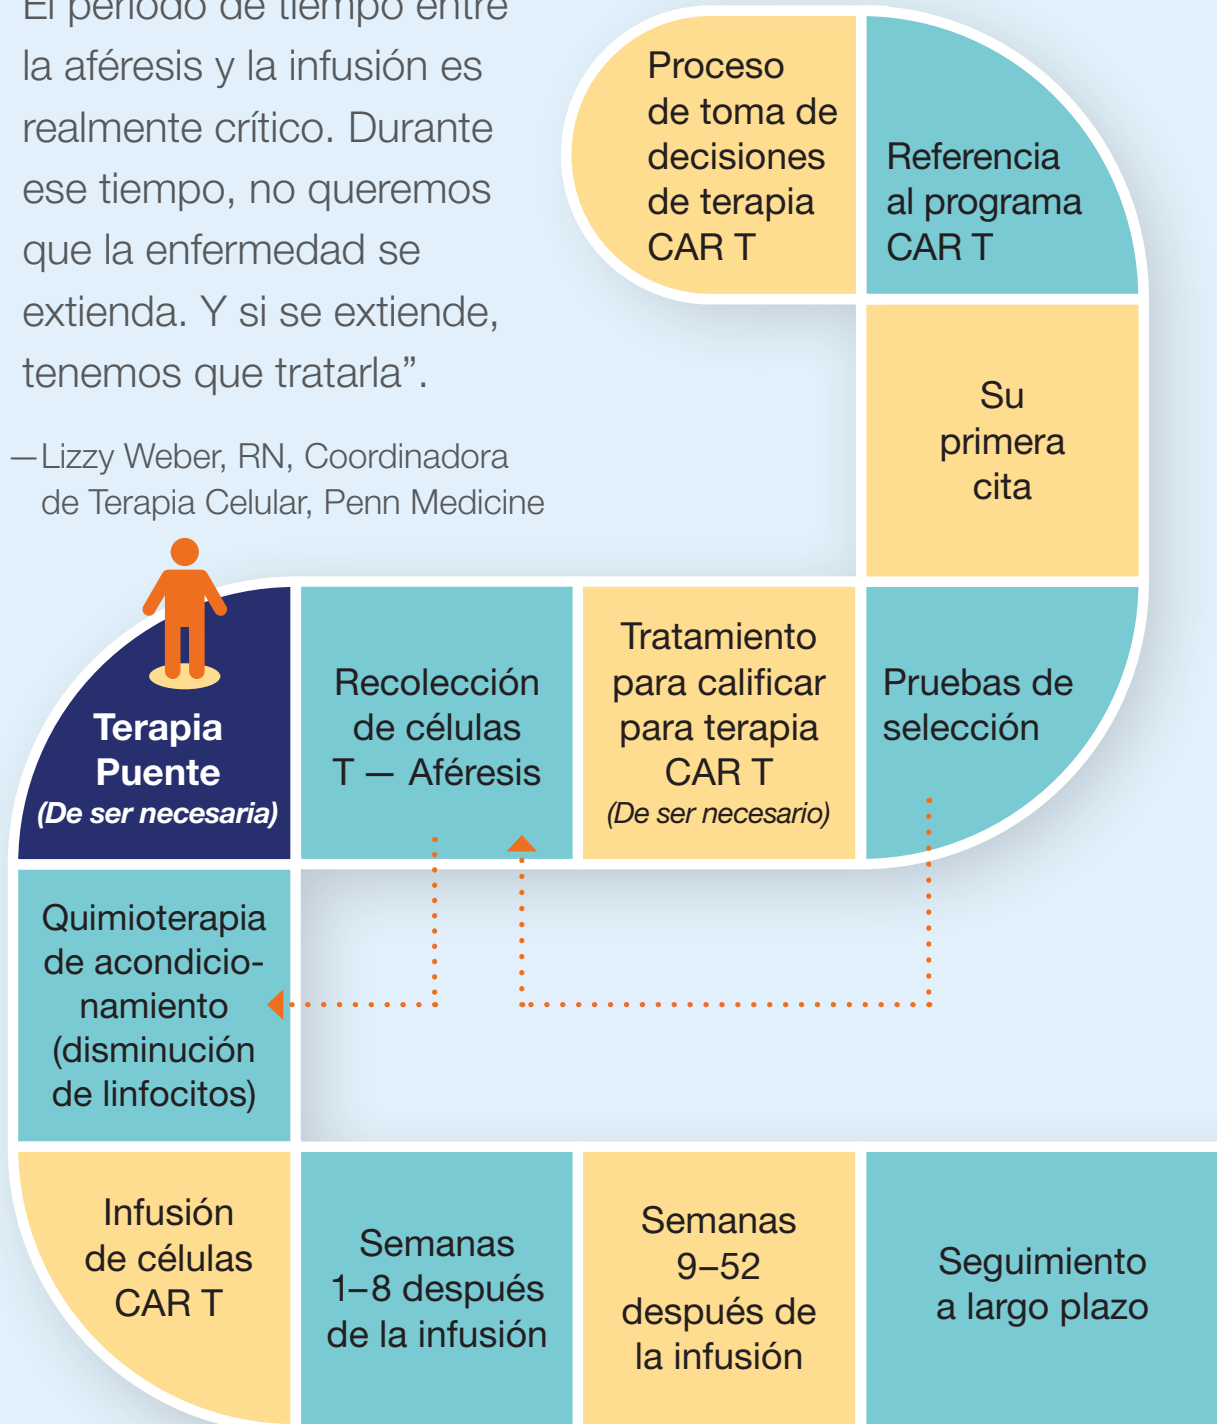 El período de tiempo entre
la aféresis y la infusión es
realmente crítico. Durante
ese tiempo, no queremos
que la enfermedad se
extienda. Y si se extiende,
tenemos que tratarla”.
—Lizzy Weber, RN, Coordinadora
de Terapia Celular, Penn Medicine
Proceso
de toma de
decisiones
de terapia
CAR T
Referencia
al programa
CAR T
Su
primera
cita
Pruebas de
selección
Tratamiento
para calificar
para terapia
CAR T
(De ser necesario)
Recolección
de células
T — Aféresis
Terapia
Puente
(De ser necesaria)
Quimioterapia
de acondicio-
namiento
(disminución
de linfocitos)
Infusión
de células
CAR T
Semanas
1–8 después
de la infusión
Semanas
9–52
después de
la infusión
Seguimiento
a largo plazo